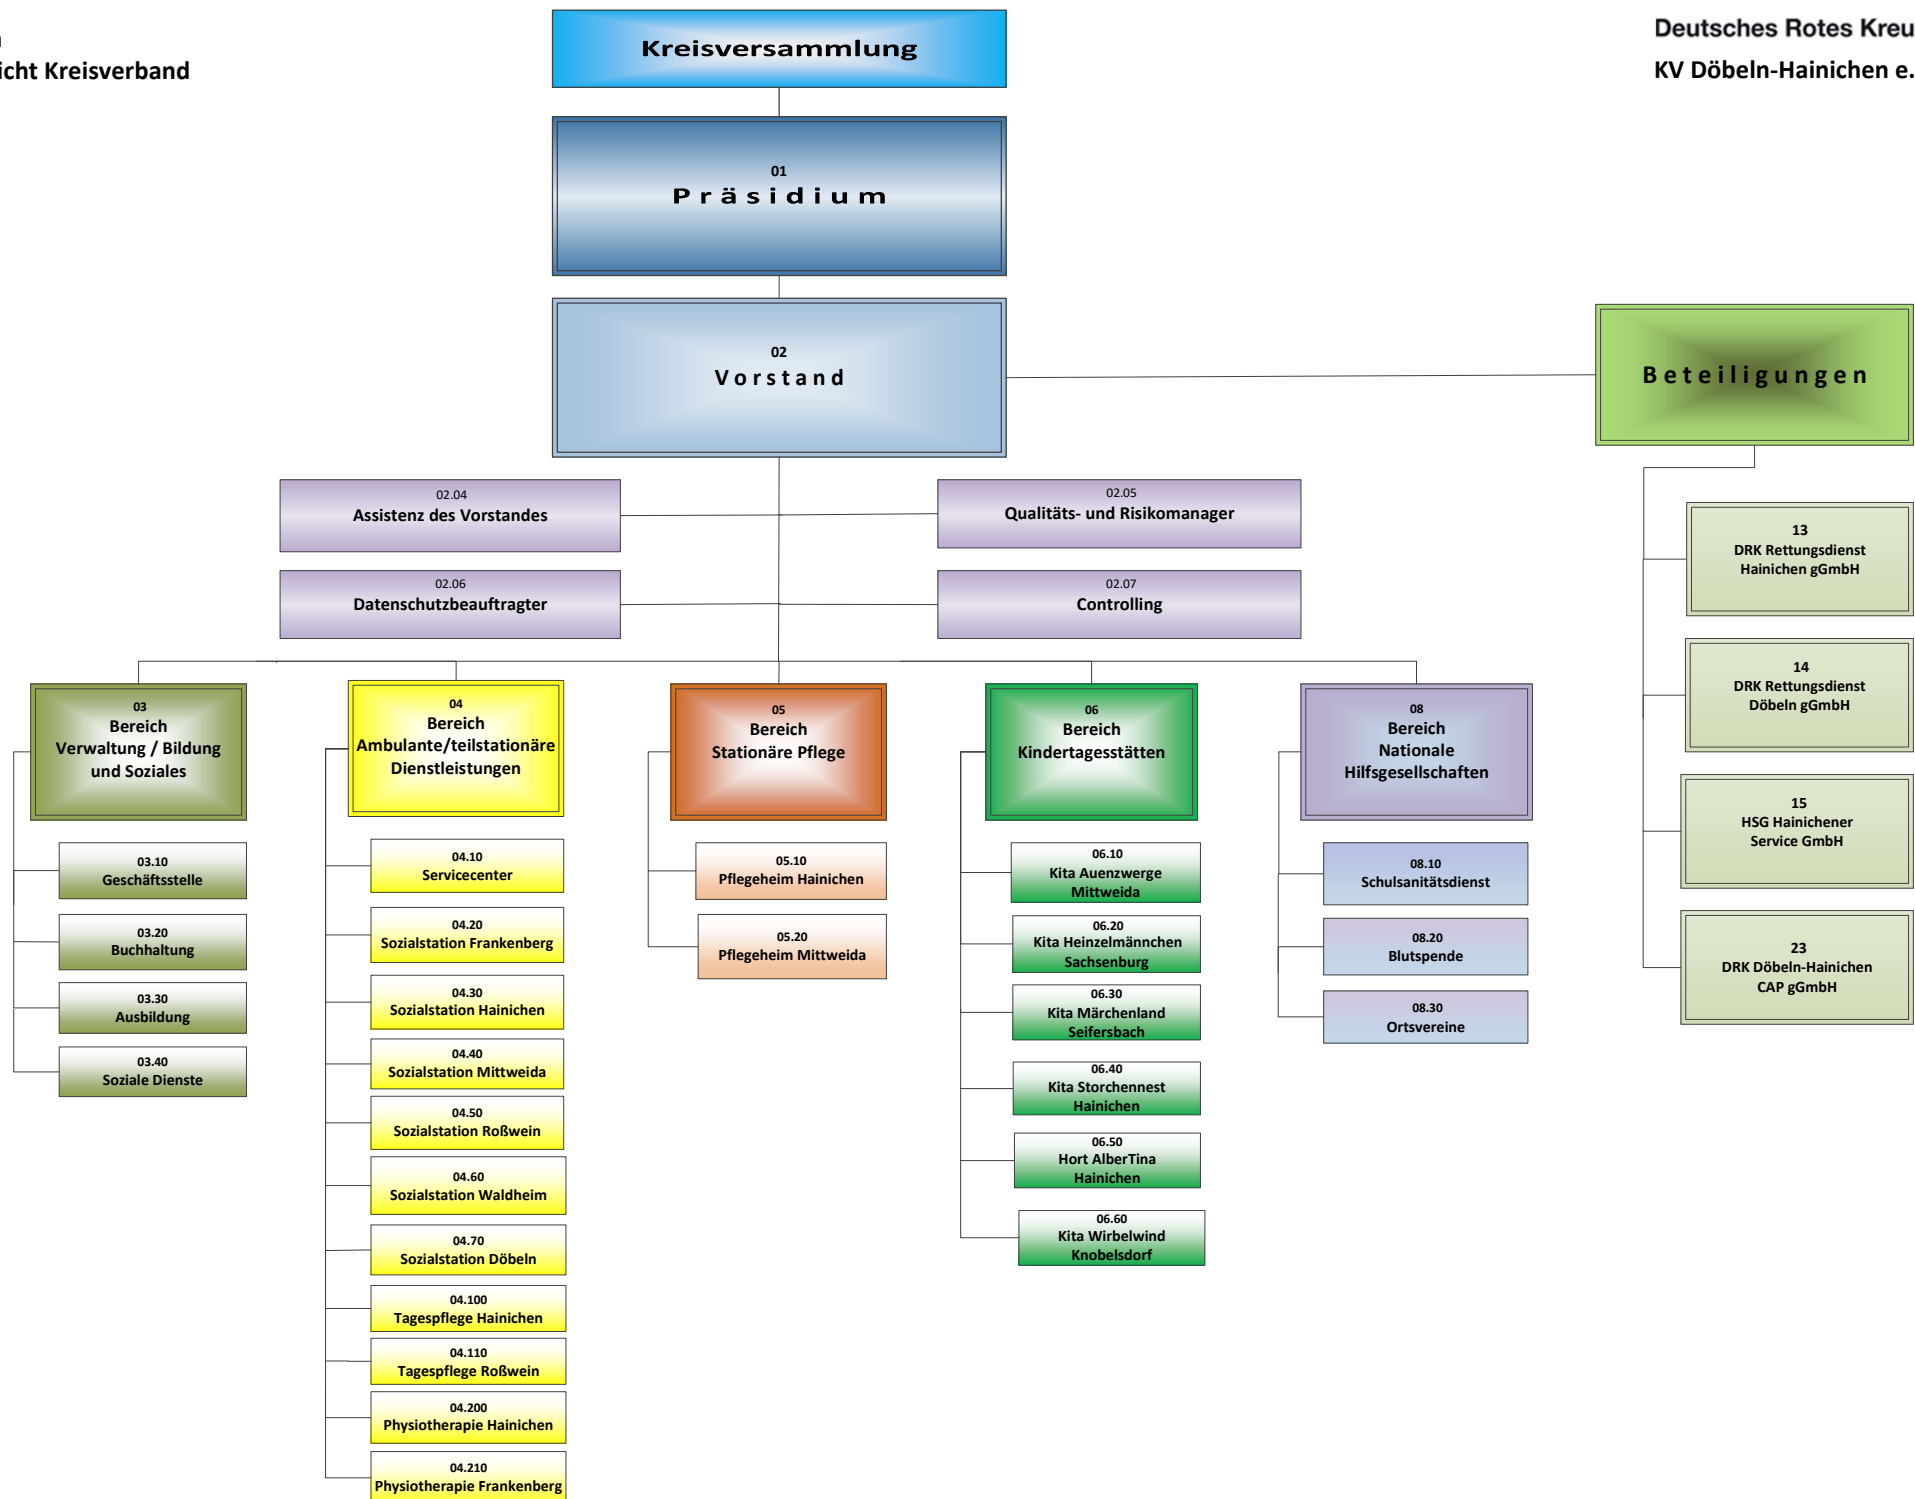 icht Kreisverband
Deutsches Rotes Kreu
KV Döbeln-Hainichen e.
Kreisversammlung
01
Präsidium
02
Vorstand
Beteiligungen
02.04
Assistenz des Vorstandes
02.05
Qualitäts- und Risikomanager
02.06
Datenschutzbeauftragter
02.07
Controlling
03
Bereich
Verwaltung / Bildung
und Soziales
03.10
Geschäftsstelle
03.20
Buchhaltung
03.30
Ausbildung
03.40
Soziale Dienste
04
Bereich
Ambulante/teilstationäre
Dienstleistungen
04.10
Servicecenter
04.20
Sozialstation Frankenberg
04.30
Sozialstation Hainichen
04.40
Sozialstation Mittweida
04.50
Sozialstation Roßwein
04.60
Sozialstation Waldheim
04.70
Sozialstation Döbeln
04.100
Tagespflege Hainichen
04.110
Tagespflege Roßwein
04.200
Physiotherapie Hainichen
04.210
Physiotherapie Frankenberg
05
Bereich
Stationäre Pflege
05.10
Pflegeheim Hainichen
05.20
Pflegeheim Mittweida
06
Bereich
Kindertagesstätten
06.10
Kita Auenzwerge
Mittweida
06.20
Kita Heinzelmännchen
Sachsenburg
06.30
Kita Märchenland
Seifersbach
06.40
Kita Storchennest
Hainichen
06.50
Hort AlberTina
Hainichen
06.60
Kita Wirbelwind
Knobelsdorf
08
Bereich
Nationale
Hilfsgesellschaften
08.10
Schulsanitätsdienst
08.20
Blutspende
08.30
Ortsvereine
13
DRK Rettungsdienst
Hainichen gGmbH
14
DRK Rettungsdienst
Döbeln gGmbH
15
HSG Hainichener
Service GmbH
23
DRK Döbeln-Hainichen
CAP gGmbH